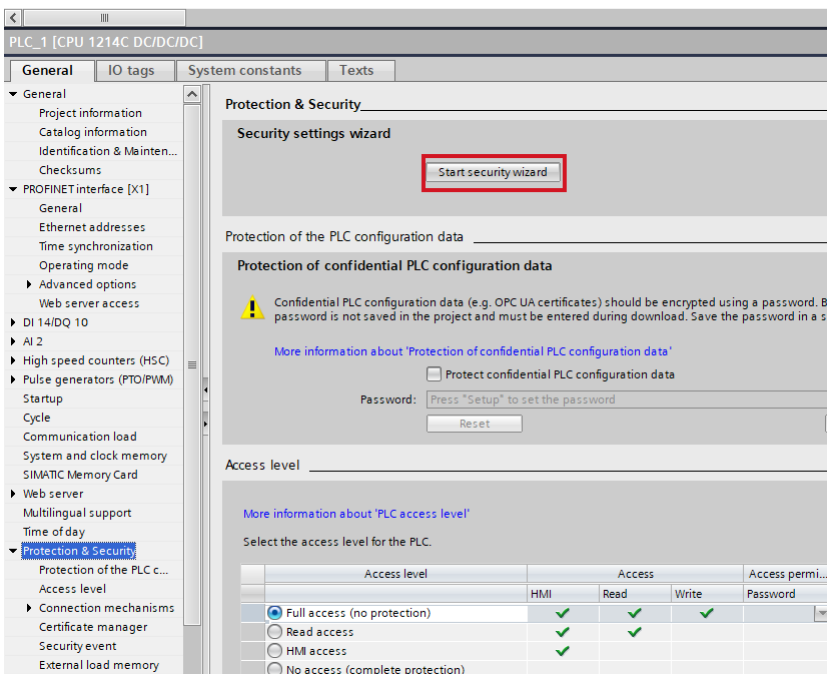 PLC_1 [CPU 1214C DC/DC/DC]
General IO tags System constants Texts
General
Project information
Catalog information
Identification & Mainten...
Checksums
PROFINET interface [X1]
General
Ethernet addresses
Time synchronization
Operating mode
Advanced options
Web server access
DI 14/DQ 10
AI 2
High speed counters (HSC)
Pulse generators (PTO/PWM)
Startup
Cycle
Communication load
System and clock memory
SIMATIC Memory Card
Web server
Multilingual support
Time of day
Protection & Security
Protection of the PLC c...
Access level
Connection mechanisms
Certificate manager
Security event
External load memory
Protection & Security
Security settings wizard
Start security wizard
Protection of the PLC configuration data
Protection of confidential PLC configuration data
Confidential PLC configuration data (e.g. OPC UA certificates) should be encrypted using a password. B
password is not saved in the project and must be entered during download. Save the password in a s
More information about 'Protection of confidential PLC configuration data'
Protect confidential PLC configuration data
Password: Press "Setup" to set the password
Reset
Access level
More information about 'PLC access level'
Select the access level for the PLC.
Access level Access Access permi...
HMI Read Write Password
Full access (no protection)
Read access
HMI access
No access (complete protection)